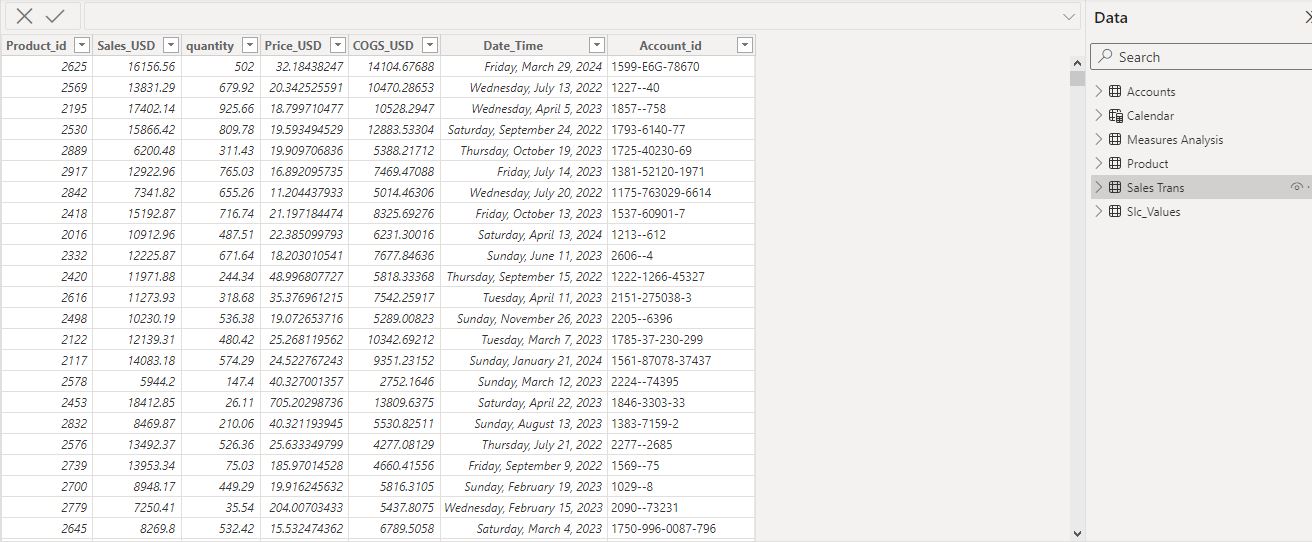 Data
Product_id Sales_USD quantity Price_USD COGS_USD Date_Time Account_id
2625 16156.56 502 32.18438247 14104.67688 Friday, March 29, 2024 1599-E6G-78670
2569 13831.29 679.92 20.342525591 10470.28653 Wednesday, July 13, 2022 1227--40
2195 17402.14 925.66 18.799710477 10528.2947 Wednesday, April 5, 2023 1857--758
2530 15866.42 809.78 19.593494529 12883.53304 Saturday, September 24, 2022 1793-6140-77
2889 6200.48 311.43 19.909706836 5388.21712 Thursday, October 19, 2023 1725-40230-69
2917 12922.96 765.03 16.892095735 7469.47088 Friday, July 14, 2023 1381-52120-1971
2842 7341.82 655.26 11.204437933 5014.46306 Wednesday, July 20, 2022 1175-763029-6614
2418 15192.87 716.74 21.197184474 8325.69276 Friday, October 13, 2023 1537-60901-7
2016 10912.96 487.51 22.385099793 6231.30016 Saturday, April 13, 2024 1213--612
2332 12225.87 671.64 18.203010541 7677.84636 Sunday, June 11, 2023 2606--4
2420 11971.88 244.34 48.996807727 5818.33368 Thursday, September 15, 2022 1222-1266-45327
2616 11273.93 318.68 35.376961215 7542.25917 Tuesday, April 11, 2023 2151-275038-3
2498 10230.19 536.38 19.072653716 5289.00823 Sunday, November 26, 2023 2205--6396
2122 12139.31 480.42 25.268119562 10342.69212 Tuesday, March 7, 2023 1785-37-230-299
2117 14083.18 574.29 24.522767243 9351.23152 Sunday, January 21, 2024 1561-87078-37437
2578 5944.2 147.4 40.327001357 2752.1646 Sunday, March 12, 2023 2224--74395
2453 18412.85 26.11 705.20298736 13809.6375 Saturday, April 22, 2023 1846-3303-33
2832 8469.87 210.06 40.321193945 5530.82511 Sunday, August 13, 2023 1383-7159-2
2576 13492.37 526.36 25.633349799 4277.08129 Thursday, July 21, 2022 2277--2685
2739 13953.34 75.03 185.97014528 4660.41556 Friday, September 9, 2022 1569--75
2700 8948.17 449.29 19.916245632 5816.3105 Sunday, February 19, 2023 1029--8
2779 7250.41 35.54 204.00703433 5437.8075 Wednesday, February 15, 2023 2090--73231
2645 8269.8 532.42 15.532474362 6789.5058 Saturday, March 4, 2023 1750-996-0087-796
Search
Accounts
Calendar
Measures Analysis
Product
Sales Trans
Slc_Values